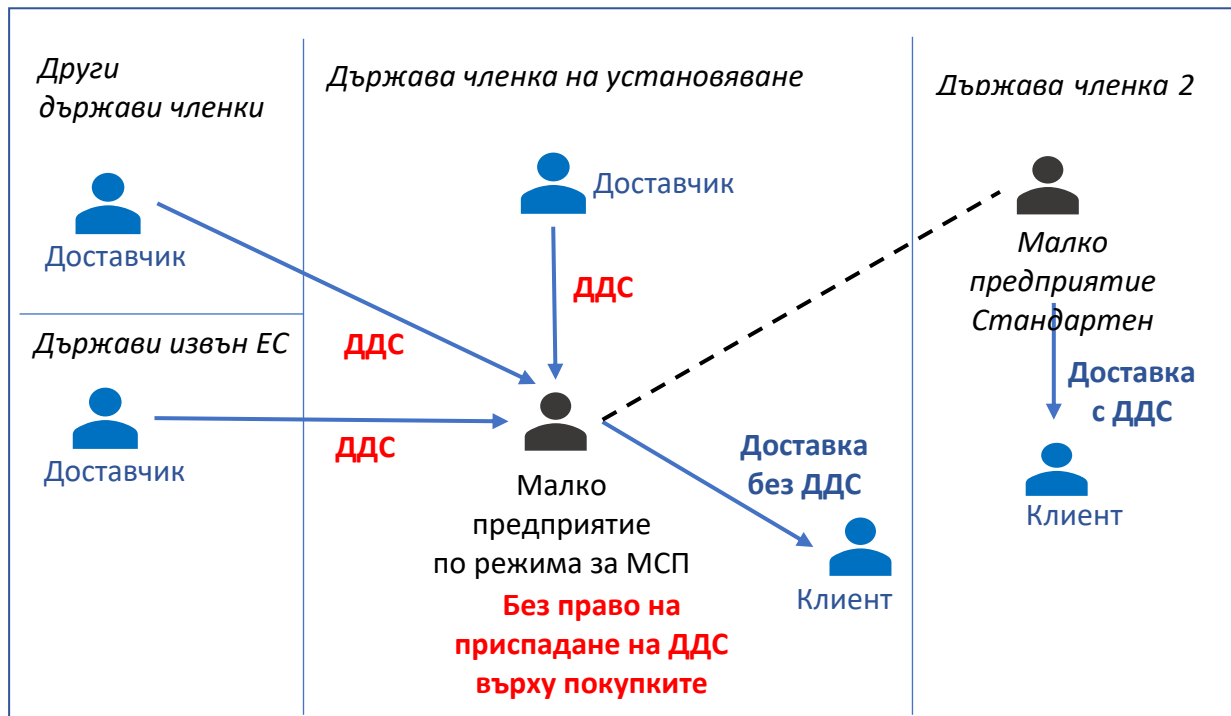 Други
държави членки
Доставчик
Държави извън ЕС
Доставчик
Държава членка на установяване
Доставчик
ДДС
ДДС
ДДС
Малко
предприятие
по режима за МСП
Без право на
приспадане на ДДС
върху покупките
Доставка
без ДДС
Клиент
Държава членка 2
Малко
предприятие
Стандартен
Доставка
с ДДС
Клиент